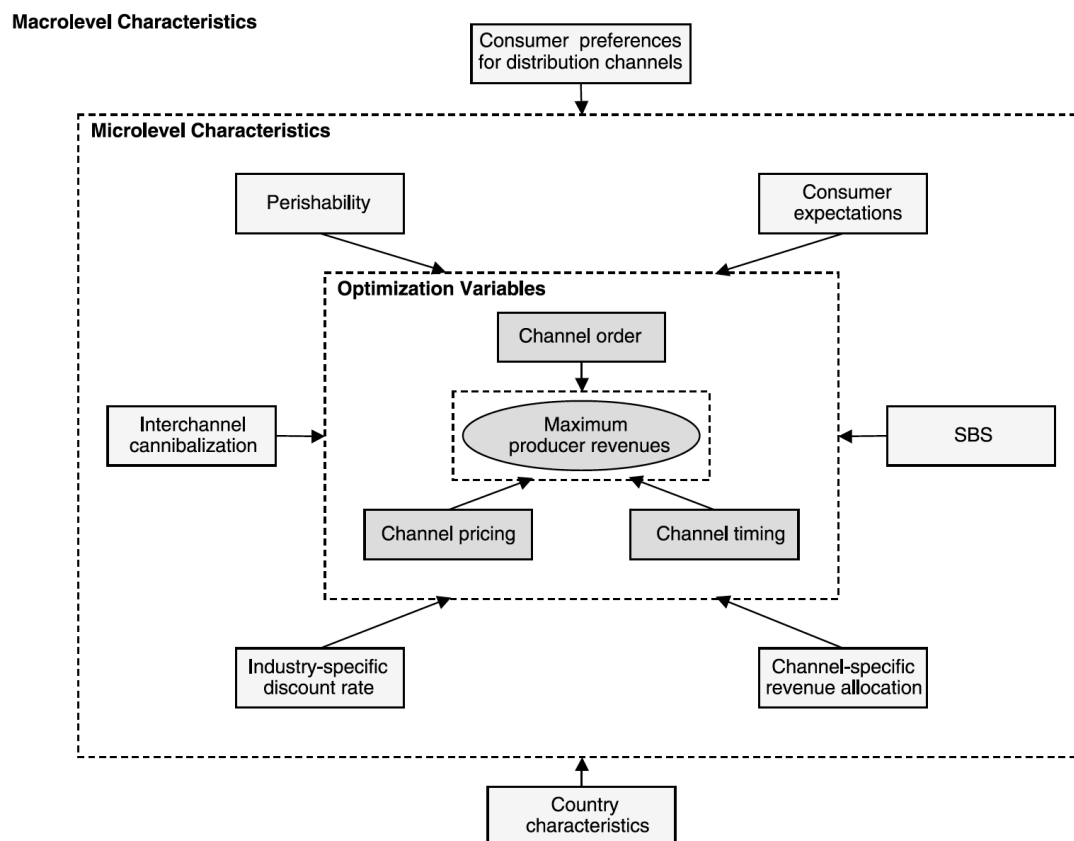 Macrolevel Characteristics
Consumer preferences
for distribution channels
Microlevel Characteristics
Perishability
Consumer
expectations
Optimization Variables
Channel order
Interchannel
cannibalization
Maximum
producer revenues
SBS
Channel pricing
Channel timing
Industry-specific
discount rate
Channel-specific
revenue allocation
Country
characteristics